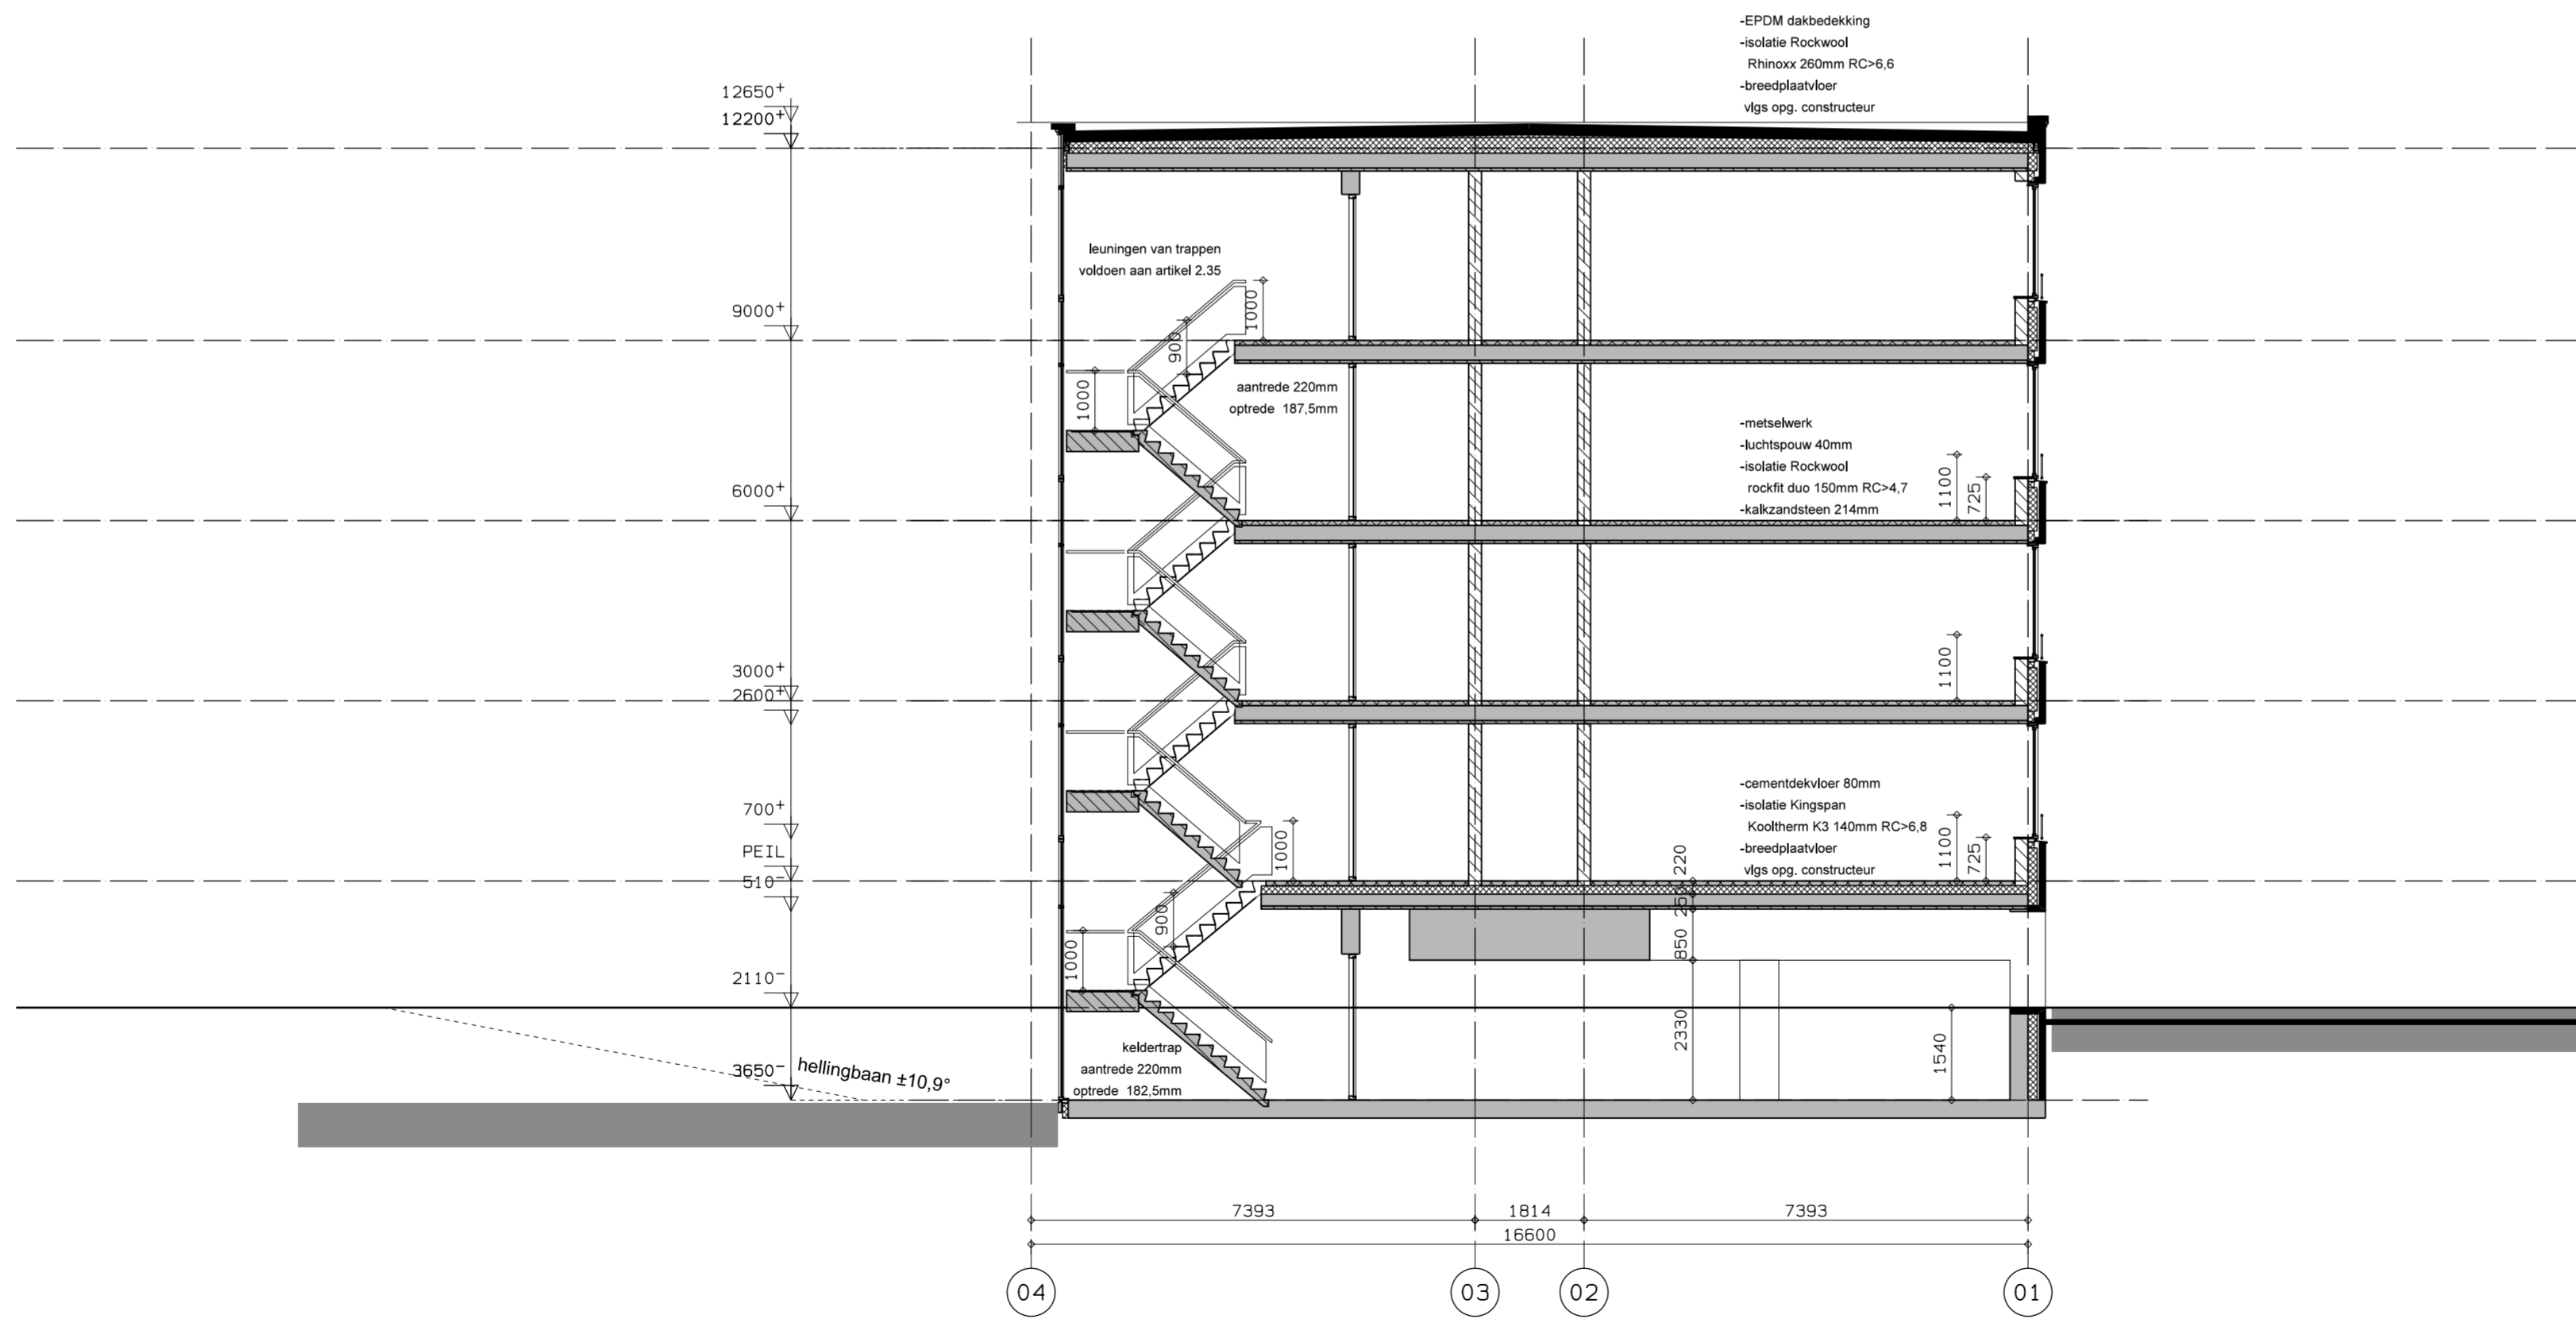 -EPDM dakbedekking
-isolatie Rockwool
Rhinoxx 260mm RC>6,6
-breedplaatvloer
vlgs opg. constructeur
12650+
12200+
leuningen van trappen
voldoen aan artikel 2.35
1000
9000+
900
1000
aantrede 220mm
optrede 187,5mm
-metselwerk
-luchtspouw 40mm
-isolatie Rockwool
rockfit duo 150mm RC>4,7
-kalkzandsteen 214mm
1100
725
6000+
1100
3000+
2600+
-cementdekvloer 80mm
-isolatie Kingspan
Kooltherm K3 140mm RC>6,8
-breedplaatvloer
vlgs opg. constructeur
700+
1000
220
1100
725
PEIL
510-
250
900
1000
850
2110-
2330
1540
keldertrap
aantrede 220mm
optrede 182,5mm
3650-
hellingbaan ±10,9°
7393
1814
7393
16600
04
03
02
01